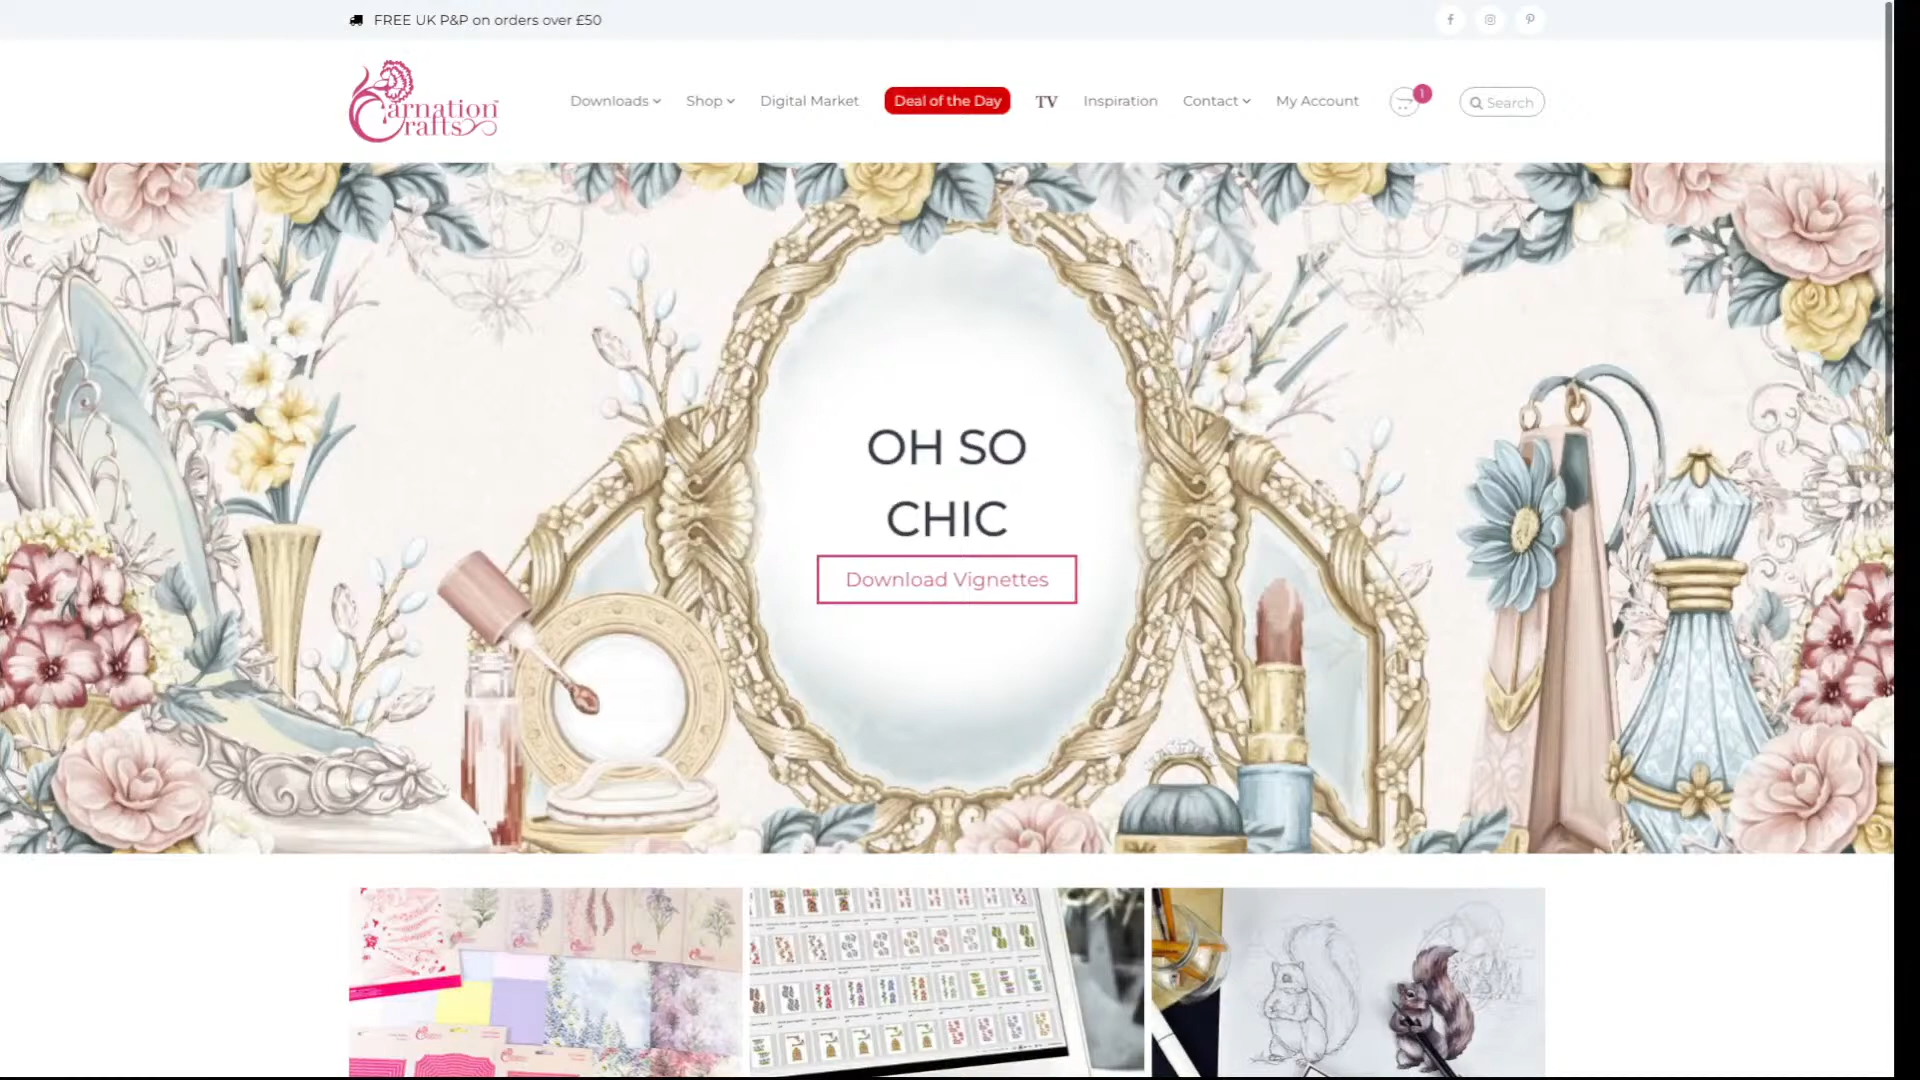 FREE UK P&P on orders over £50
Carnation Crafts
Downloads
Shop
Digital Market
Deal of the Day
TV
Inspiration
Contact
My Account
1
Search
OH SO
CHIC
Download Vignettes